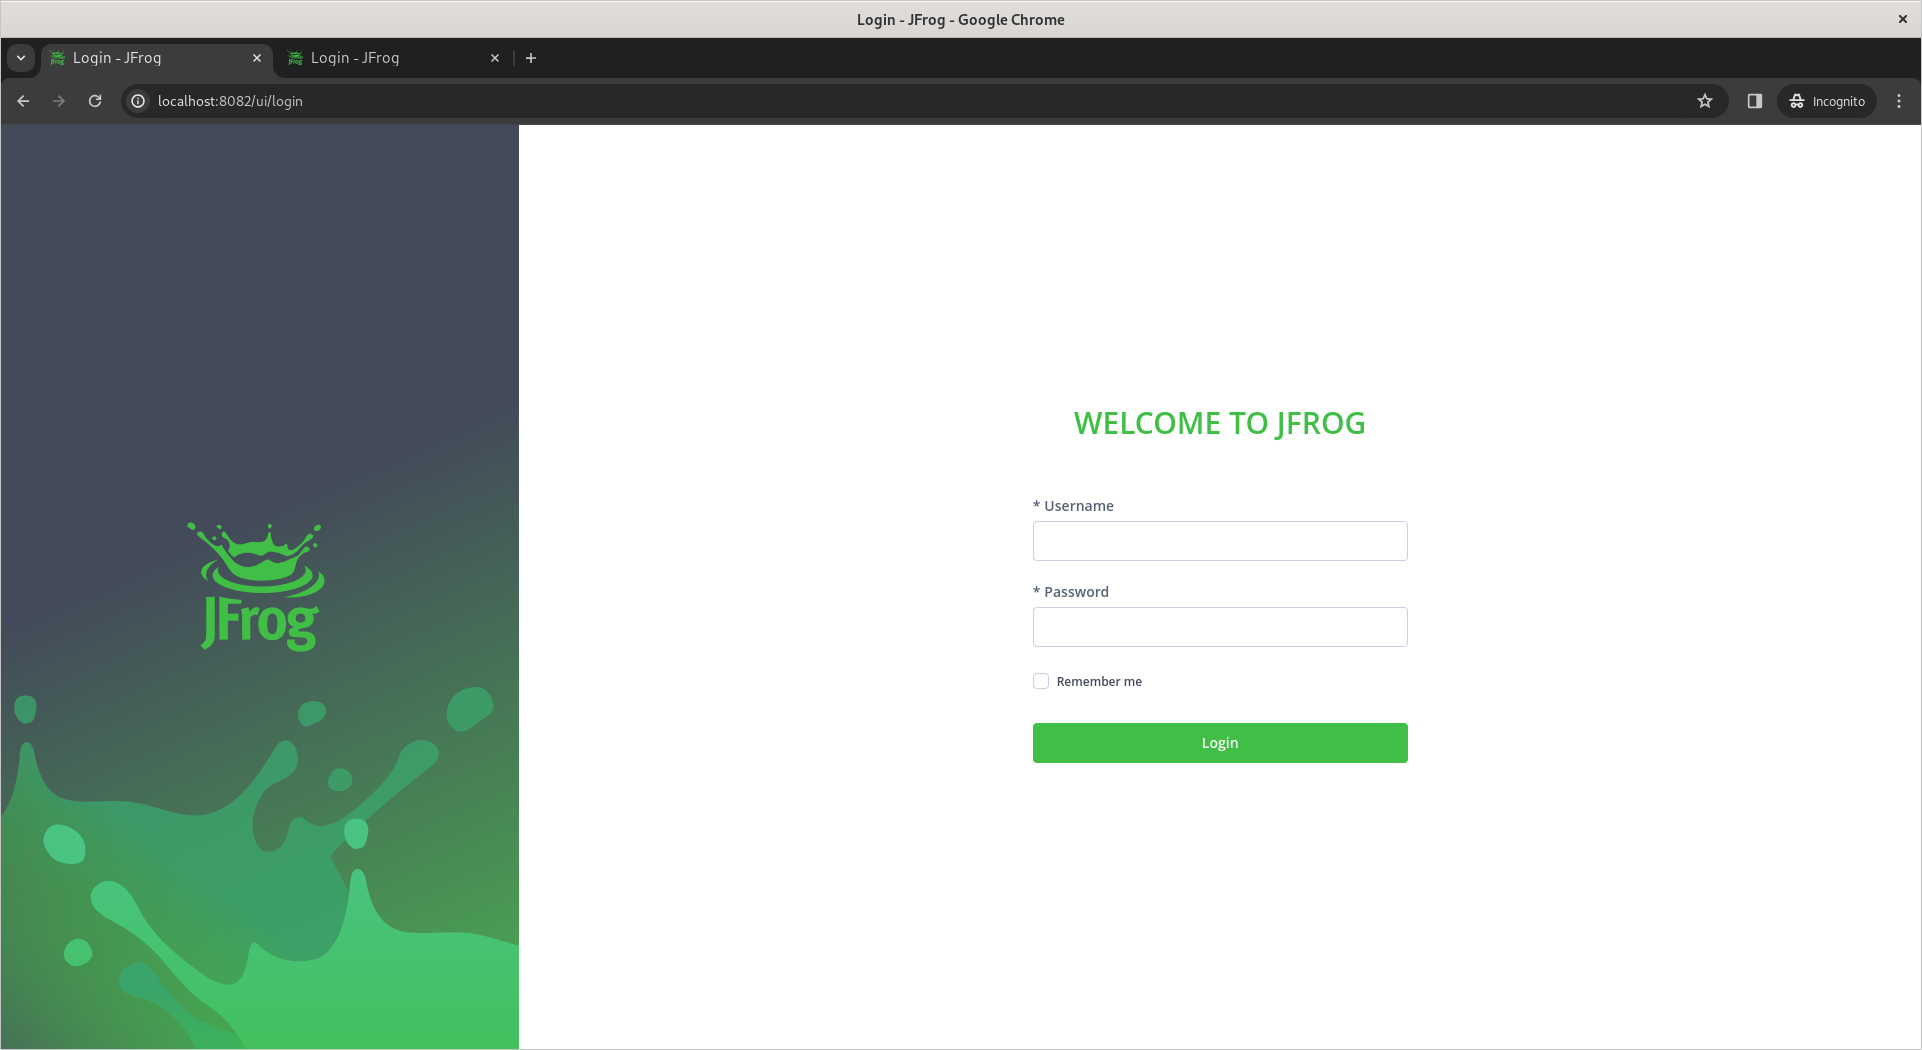 Login - JFrog - Google Chrome
Login - JFrog
Login - JFrog
localhost:8082/ui/login
Incognito
JFrog
WELCOME TO JFROG
* Username
* Password
Remember me
Login